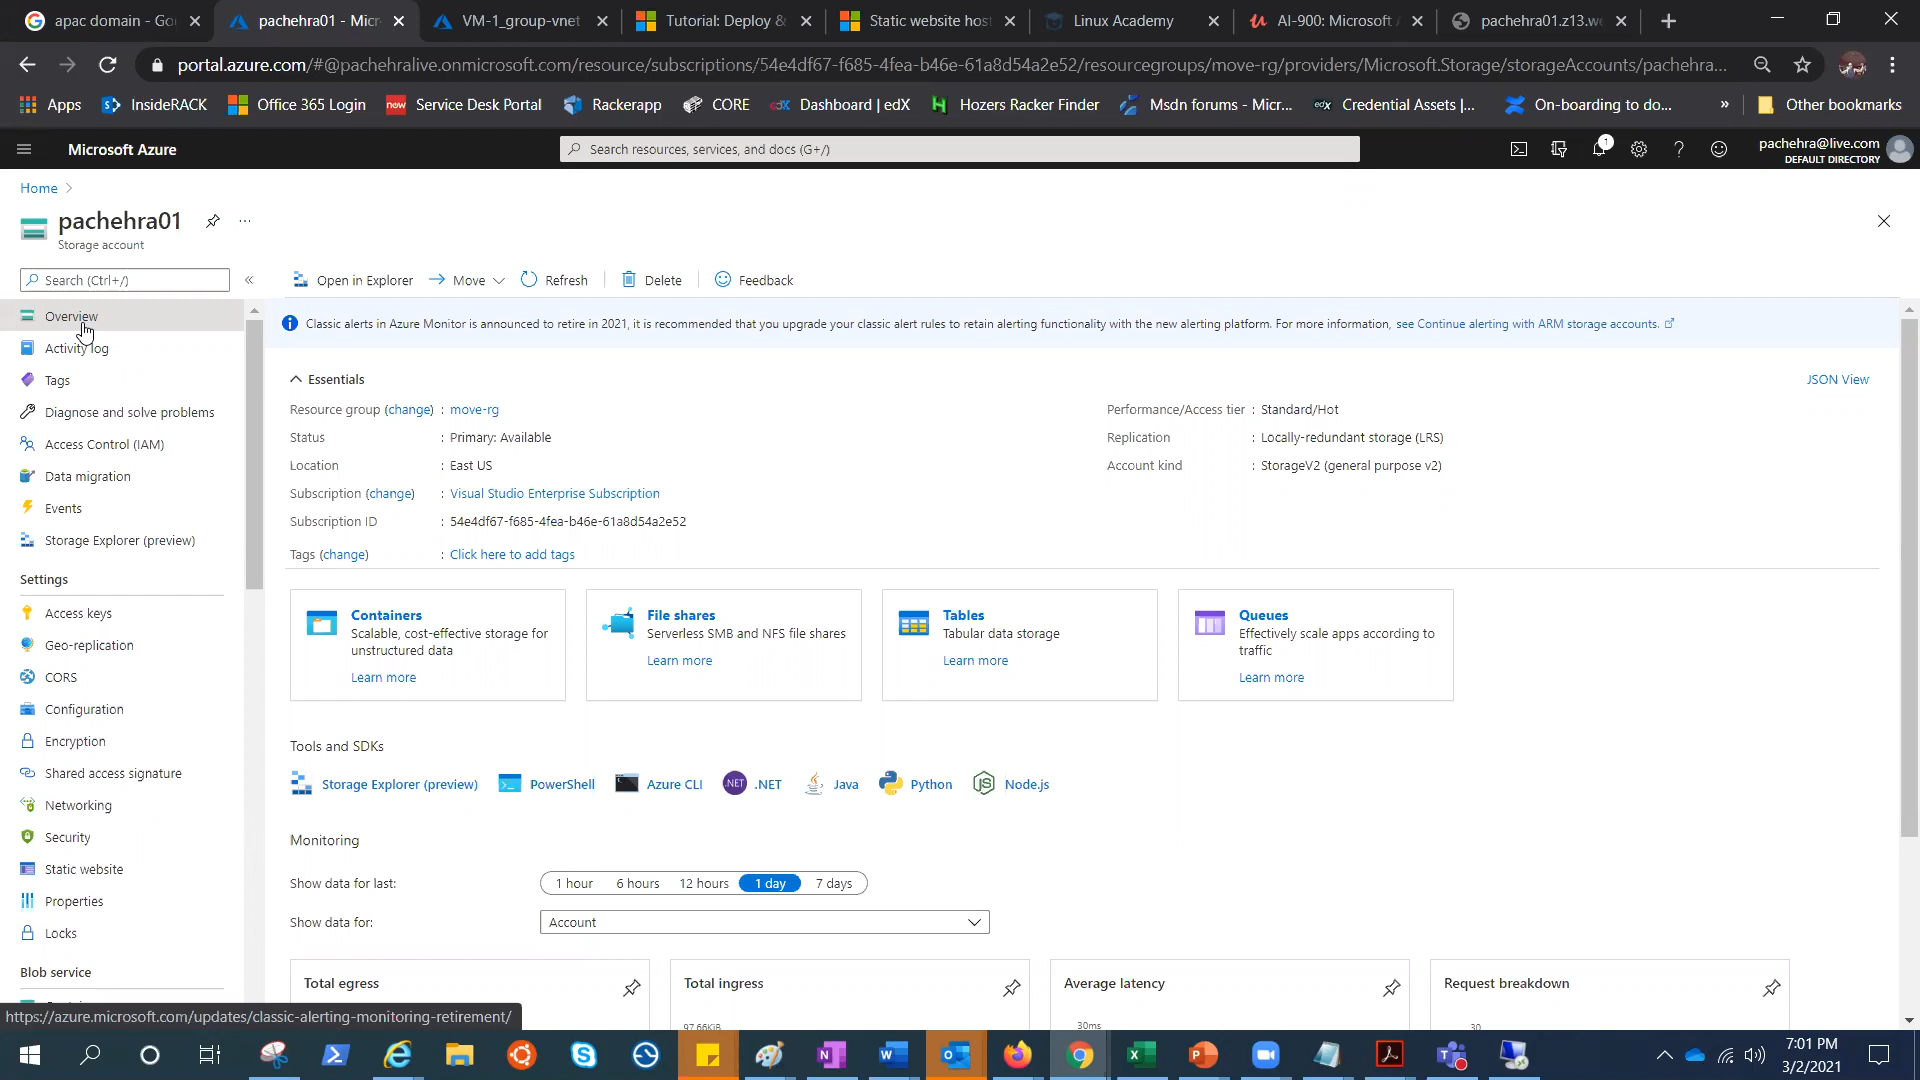 apac domain - Go
pachehra01 - Micr
VM-1_group-vnet
Tutorial: Deploy &
Static website host
Linux Academy
AI-900: Microsoft
pachehra01.z13.we
portal.azure.com/#@pachehralive.onmicrosoft.com/resource/subscriptions/54e4df67-f685-4fea-b46e-61a8d54a2e52/resourcegroups/move-rg/providers/Microsoft.Storage/storageAccounts/pachehra...
Apps
InsideRACK
Office 365 Login
now
Service Desk Portal
Rackerapp
CORE
edX
Dashboard | edX
Hozers Racker Finder
Msdn forums - Micr...
edX
Credential Assets |...
On-boarding to do...
»
Other bookmarks
Microsoft Azure
Search resources, services, and docs (G+/)
1
pachehra@live.com
DEFAULT DIRECTORY
Home >
pachehra01
...
Storage account
Search (Ctrl+/)
«
Open in Explorer
Move
Refresh
Delete
Feedback
Overview
Activity log
Tags
Diagnose and solve problems
Access Control (IAM)
Data migration
Events
Storage Explorer (preview)
Settings
Access keys
Geo-replication
CORS
Configuration
Encryption
Shared access signature
Networking
Security
Static website
Properties
Locks
Blob service
Classic alerts in Azure Monitor is announced to retire in 2021, it is recommended that you upgrade your classic alert rules to retain alerting functionality with the new alerting platform. For more information, see Continue alerting with ARM storage accounts.
Essentials
JSON View
Resource group (change) : move-rg
Status : Primary: Available
Location : East US
Subscription (change) : Visual Studio Enterprise Subscription
Subscription ID : 54e4df67-f685-4fea-b46e-61a8d54a2e52
Tags (change) : Click here to add tags
Performance/Access tier : Standard/Hot
Replication : Locally-redundant storage (LRS)
Account kind : StorageV2 (general purpose v2)
Containers
Scalable, cost-effective storage for
unstructured data
Learn more
File shares
Serverless SMB and NFS file shares
Learn more
Tables
Tabular data storage
Learn more
Queues
Effectively scale apps according to
traffic
Learn more
Tools and SDKs
Storage Explorer (preview)
PowerShell
Azure CLI
.NET
.NET
Java
Python
JS
Node.js
Monitoring
Show data for last:
1 hour
6 hours
12 hours
1 day
7 days
Show data for:
Account
Total egress
Total ingress
97.66KiB
Average latency
30ms
Request breakdown
30
https://azure.microsoft.com/updates/classic-alerting-monitoring-retirement/
7:01 PM
3/2/2021